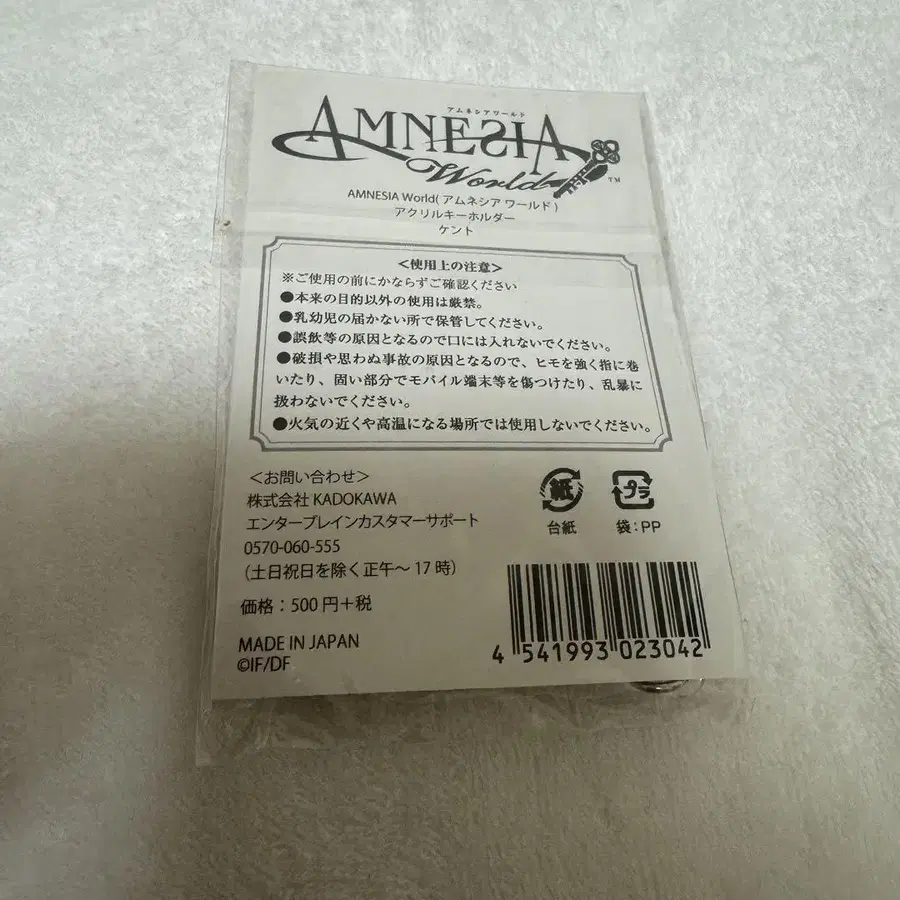 アムネシアワールド
AMNESIA
World™
AMNESIA World(アムネシア ワールド)
アクリルキーホルダー
ケント
＜使用上の注意＞
※ご使用の前にかならずご確認ください
●本来の目的以外の使用は厳禁。
●乳幼児の届かない所で保管してください。
●誤飲等の原因となるので口には入れないでください。
●破損や思わぬ事故の原因となるので、ヒモを強く指に巻
いたり、固い部分でモバイル端末等を傷つけたり、乱暴に
扱わないでください。
●火気の近くや高温になる場所では使用しないでください。
＜お問い合わせ＞
株式会社 KADOKAWA
エンターブレインカスタマーサポート
0570-060-555
（土日祝日を除く正午〜17時）
価格：500円＋税
MADE IN JAPAN
©IF/DF
紙
台紙
プラ
袋：PP
4 541993 023042